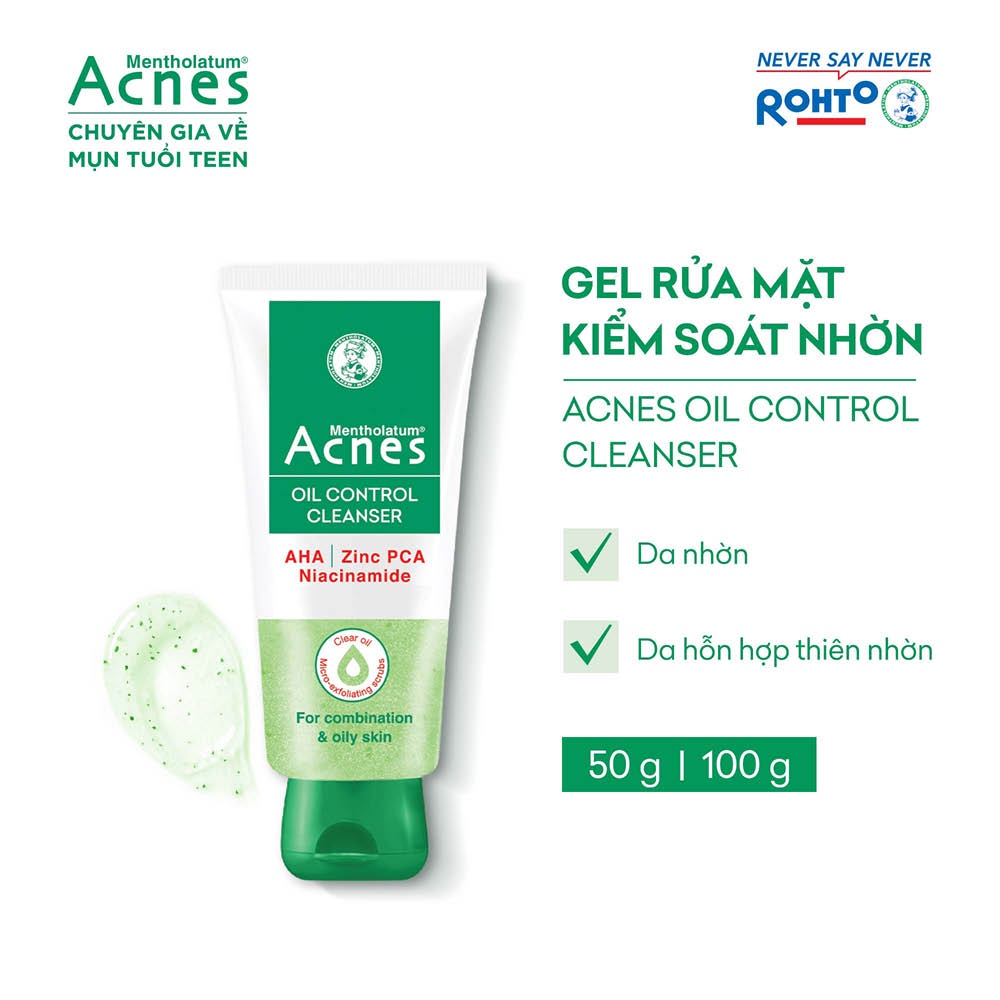 Mentholatum®
Acnes
CHUYÊN GIA VỀ
MỤN TUỔI TEEN
NEVER SAY NEVER
ROHTO
GEL RỬA MẶT
KIỂM SOÁT NHỜN
ACNES OIL CONTROL
CLEANSER
Da nhờn
Da hỗn hợp thiên nhờn
50 g | 100 g
Mentholatum®
Acnes
OIL CONTROL
CLEANSER
AHA | Zinc PCA
Niacinamide
Clear oil
Micro-exfoliating scrubs
For combination
& oily skin